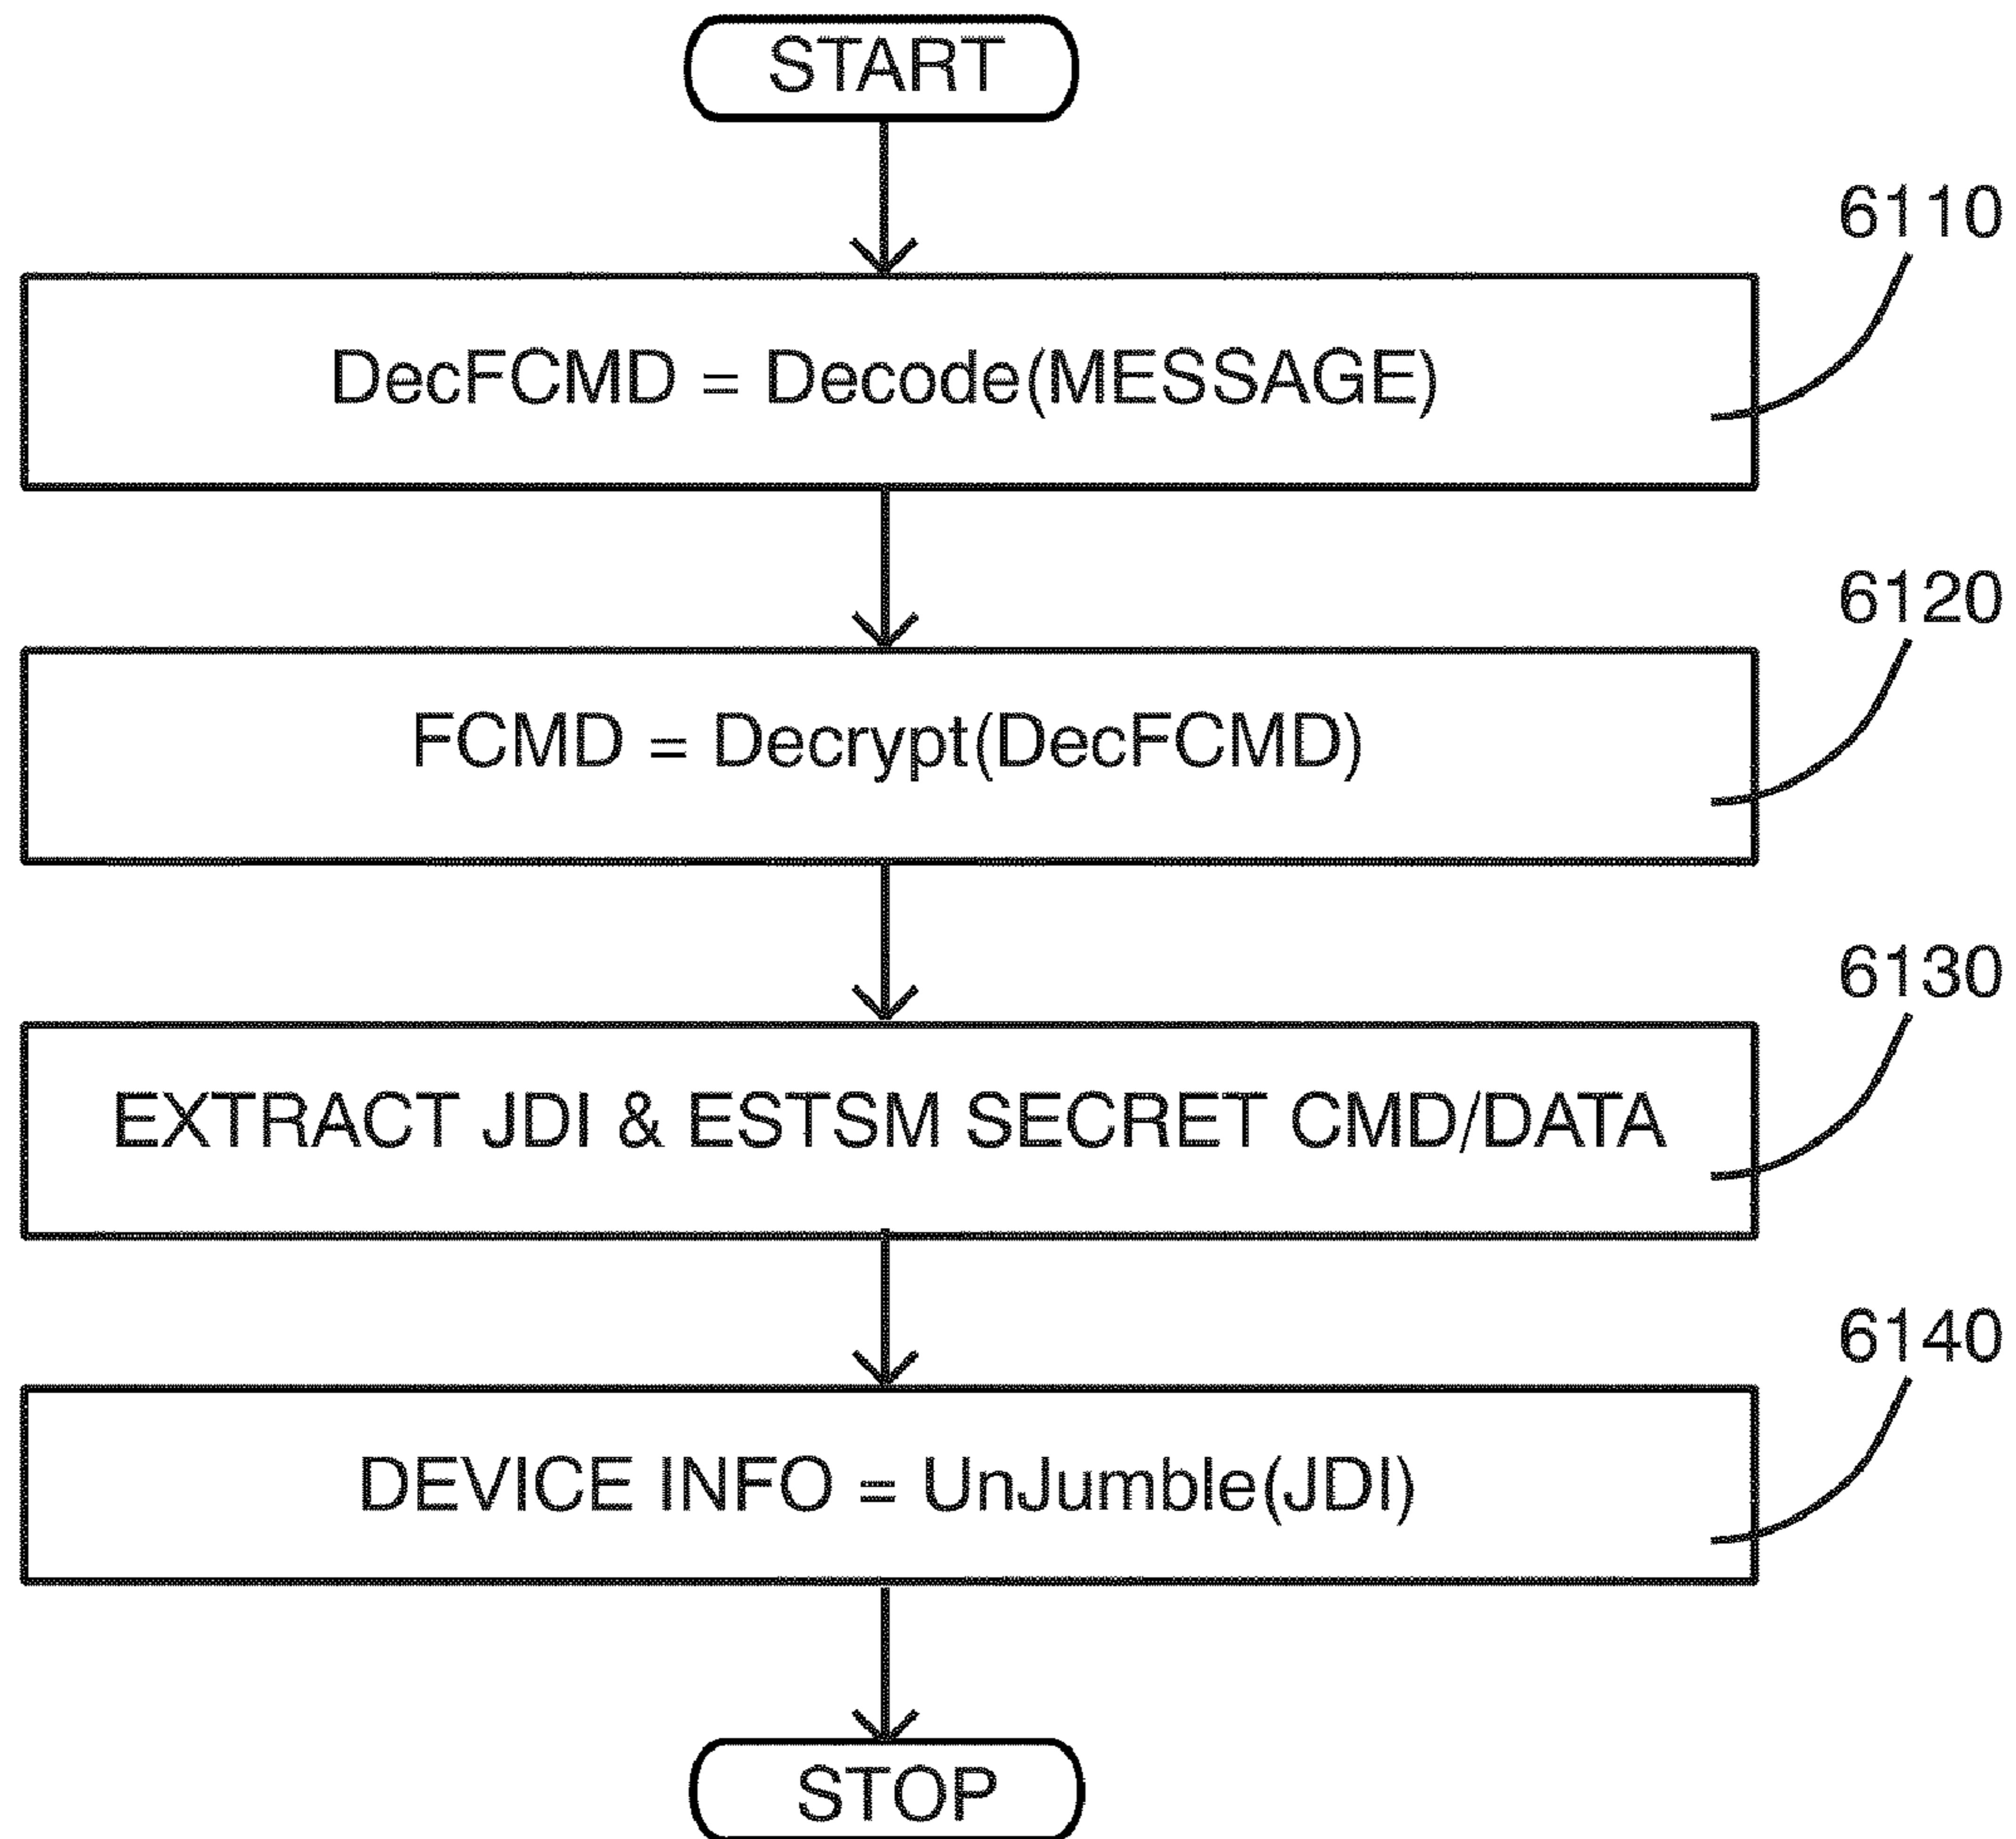 START
6110
DecFCMD = Decode(MESSAGE)
6120
FCMD = Decrypt(DecFCMD)
6130
EXTRACT JDI & ESTSM SECRET CMD/DATA
6140
DEVICE INFO = UnJumble(JDI)
STOP